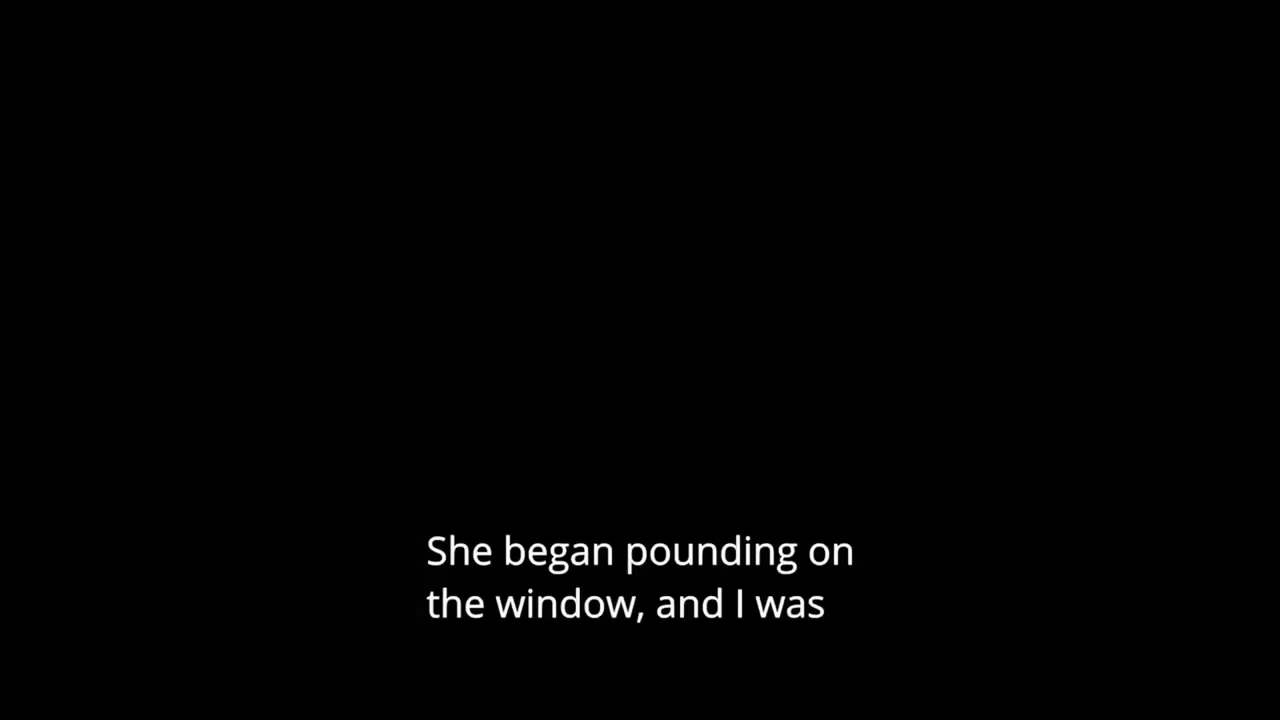 She began pounding on
the window, and I was